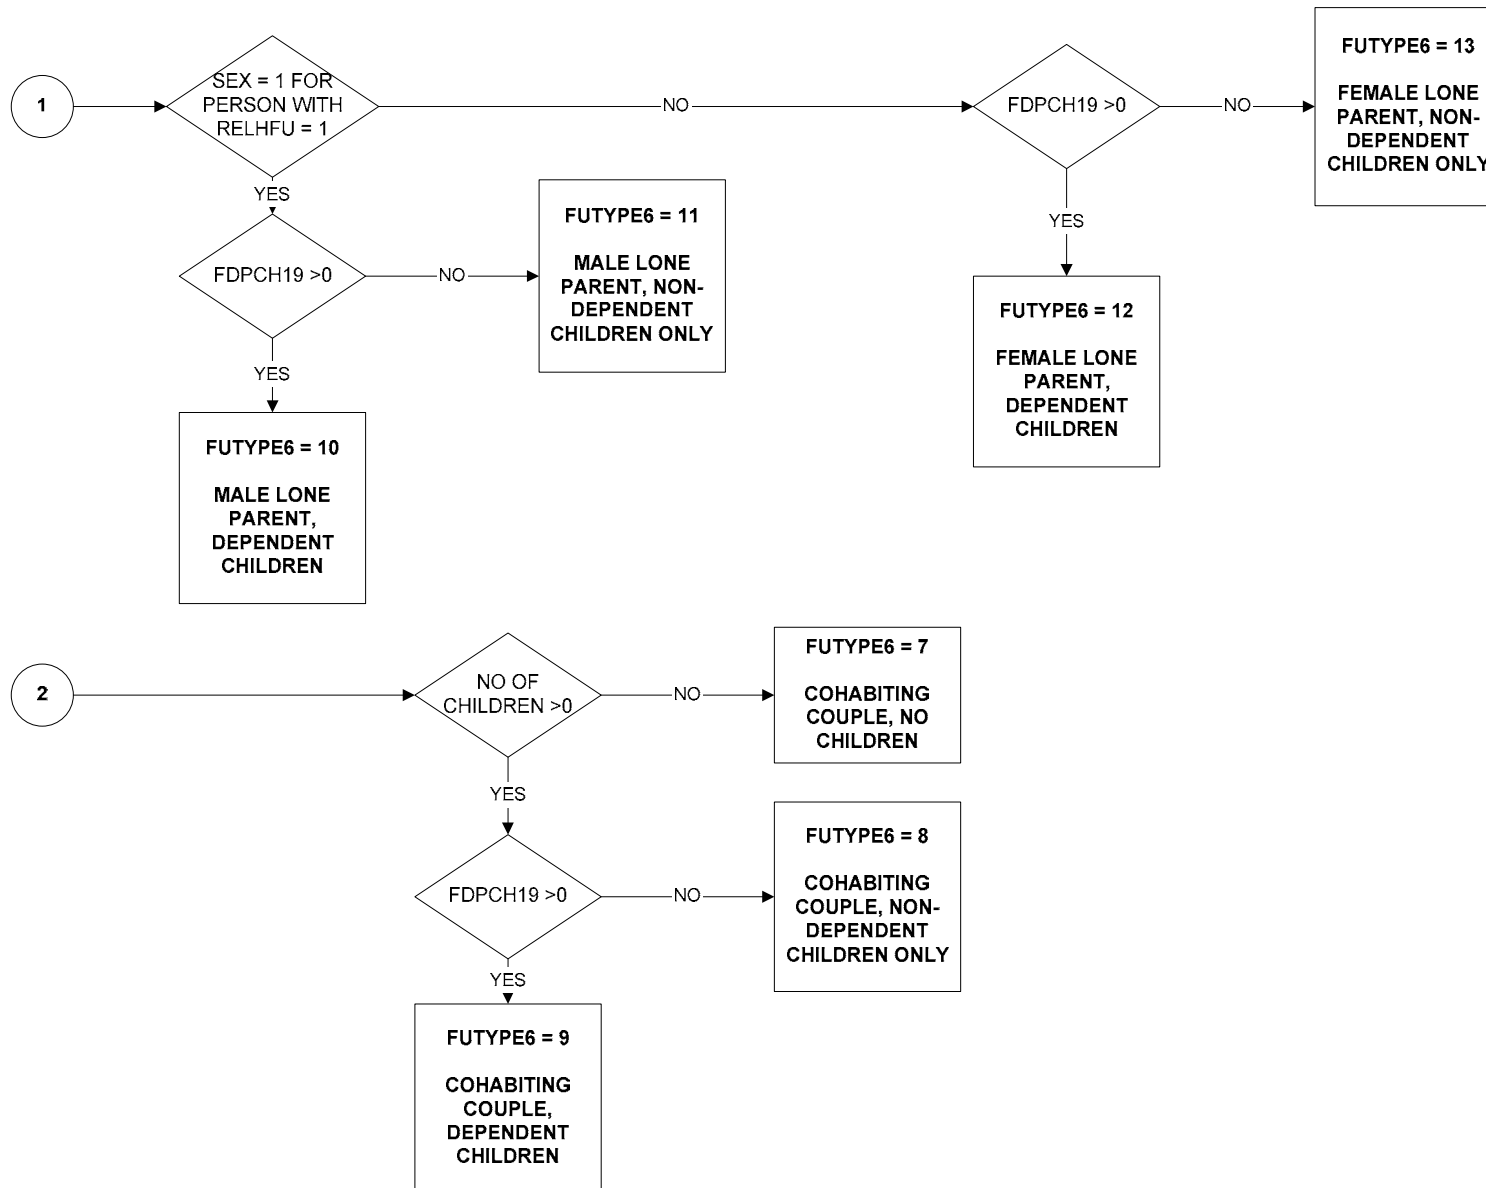 1
SEX = 1 FOR
PERSON WITH
RELHFU = 1
NO
FDPCH19 >0
NO
FUTYPE6 = 13
FEMALE LONE
PARENT, NON-
DEPENDENT
CHILDREN ONLY
YES
FDPCH19 >0
NO
FUTYPE6 = 11
MALE LONE
PARENT, NON-
DEPENDENT
CHILDREN ONLY
YES
FUTYPE6 = 12
FEMALE LONE
PARENT,
DEPENDENT
CHILDREN
YES
FUTYPE6 = 10
MALE LONE
PARENT,
DEPENDENT
CHILDREN
2
NO OF
CHILDREN >0
NO
FUTYPE6 = 7
COHABITING
COUPLE, NO
CHILDREN
YES
FDPCH19 >0
NO
FUTYPE6 = 8
COHABITING
COUPLE, NON-
DEPENDENT
CHILDREN ONLY
YES
FUTYPE6 = 9
COHABITING
COUPLE,
DEPENDENT
CHILDREN